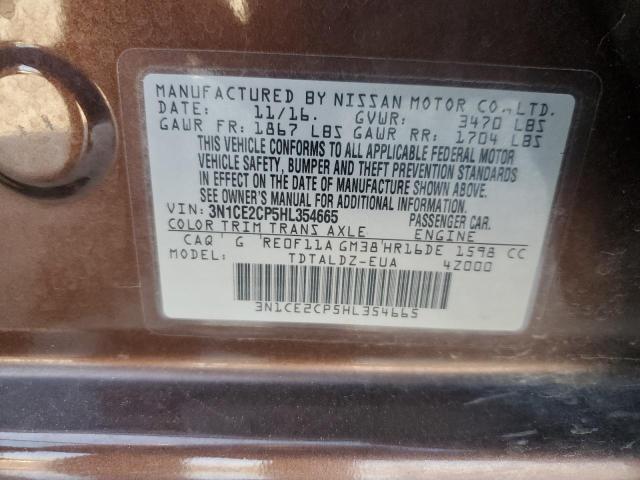 MANUFACTURED BY NISSAN MOTOR CO., LTD.
DATE: 11/16. GVWR: 3470 LBS
GAWR FR: 1867 LBS GAWR RR: 1704 LBS
THIS VEHICLE CONFORMS TO ALL APPLICABLE FEDERAL MOTOR
VEHICLE SAFETY, BUMPER AND THEFT PREVENTION STANDARDS
IN EFFECT ON THE DATE OF MANUFACTURE SHOWN ABOVE.
SEE OWNER'S MANUAL FOR ADDITIONAL INFORMATION.
VIN: 3N1CE2CP5HL354665 PASSENGER CAR.
COLOR TRIM TRANS AXLE ENGINE
CAQ G RE0F11A GM38 HR16DE 1598 CC
MODEL: TDTALDZ-EUA 4Z000
3N1CE2CP5HL354665